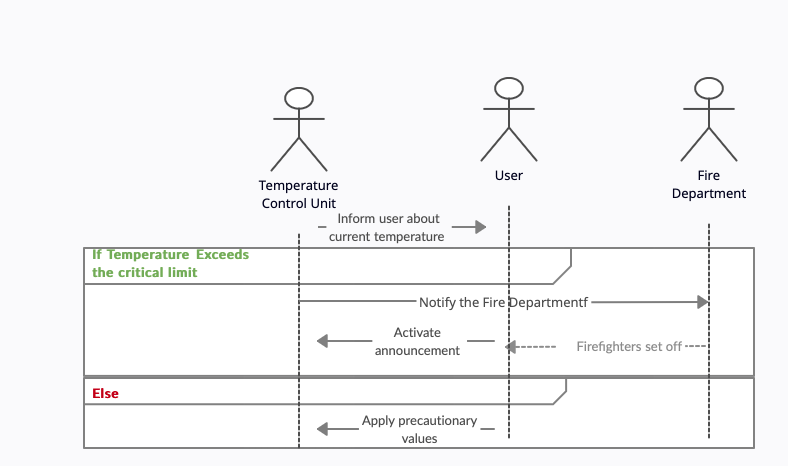 Temperature
Control Unit
User
Fire
Department
Inform user about
current temperature
If Temperature Exceeds
the critical limit
Notify the Fire Departmentf
Activate
announcement
Firefighters set off
Else
Apply precautionary
values